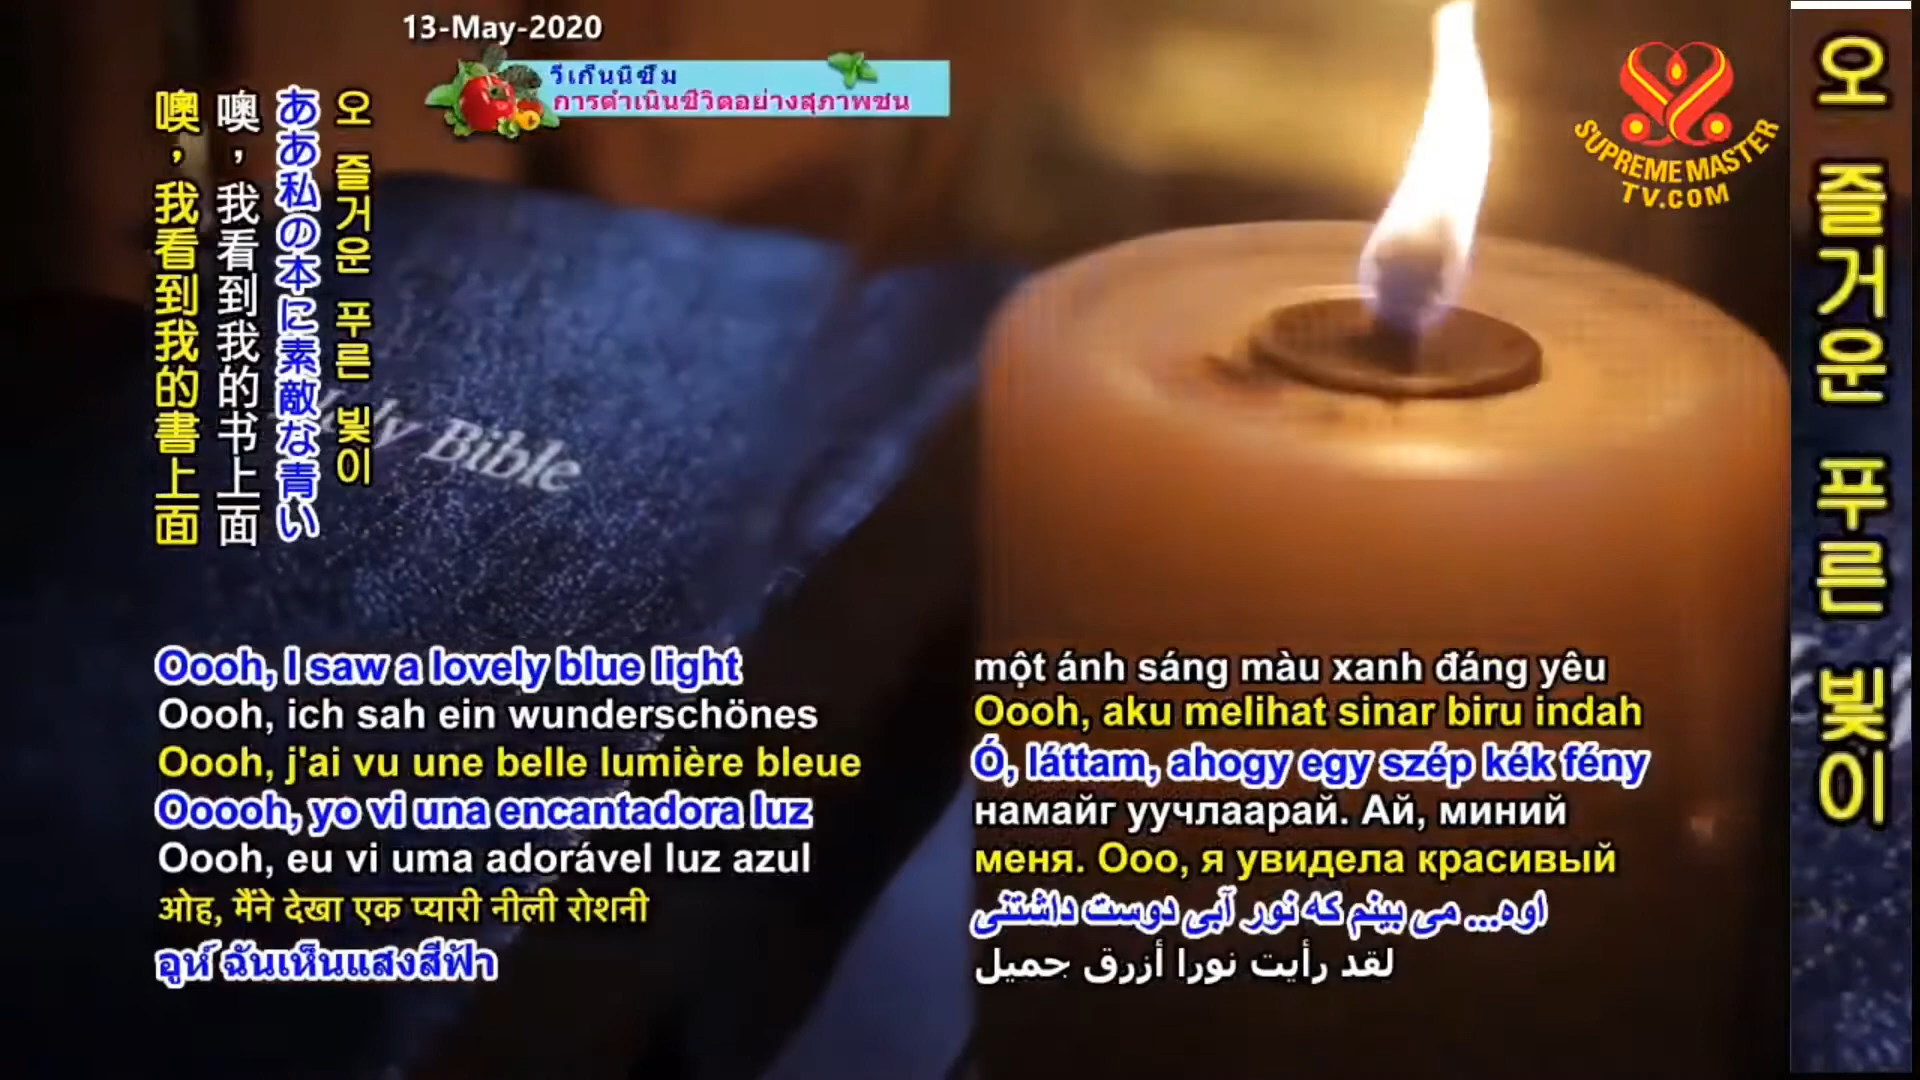 13-May-2020
วีแก้นนิซึม
การดำเนินชีวิตอย่างสุภาพชน
SUPREME MASTER
TV.COM
오 즐거운 푸른 빛이
ああ私の本に素敵な青い
噢，我看到我的书上面
噢，我看到我的書上面
오 즐거운 푸른 빛이
Holy Bible
Oooh, I saw a lovely blue light
Oooh, ich sah ein wunderschönes
Oooh, j'ai vu une belle lumière bleue
Ooooh, yo vi una encantadora luz
Oooh, eu vi uma adorável luz azul
ओह, मैंने देखा एक प्यारी नीली रोशनी
อูห์ ฉันเห็นแสงสีฟ้า
một ánh sáng màu xanh đáng yêu
Oooh, aku melihat sinar biru indah
Ó, láttam, ahogy egy szép kék fény
намайг уучлаарай. Ай, миний
меня. Ооо, я увидела красивый
اوه... می بینم که نور آبی دوست داشتنی
لقد رأيت نورا أزرق جميل